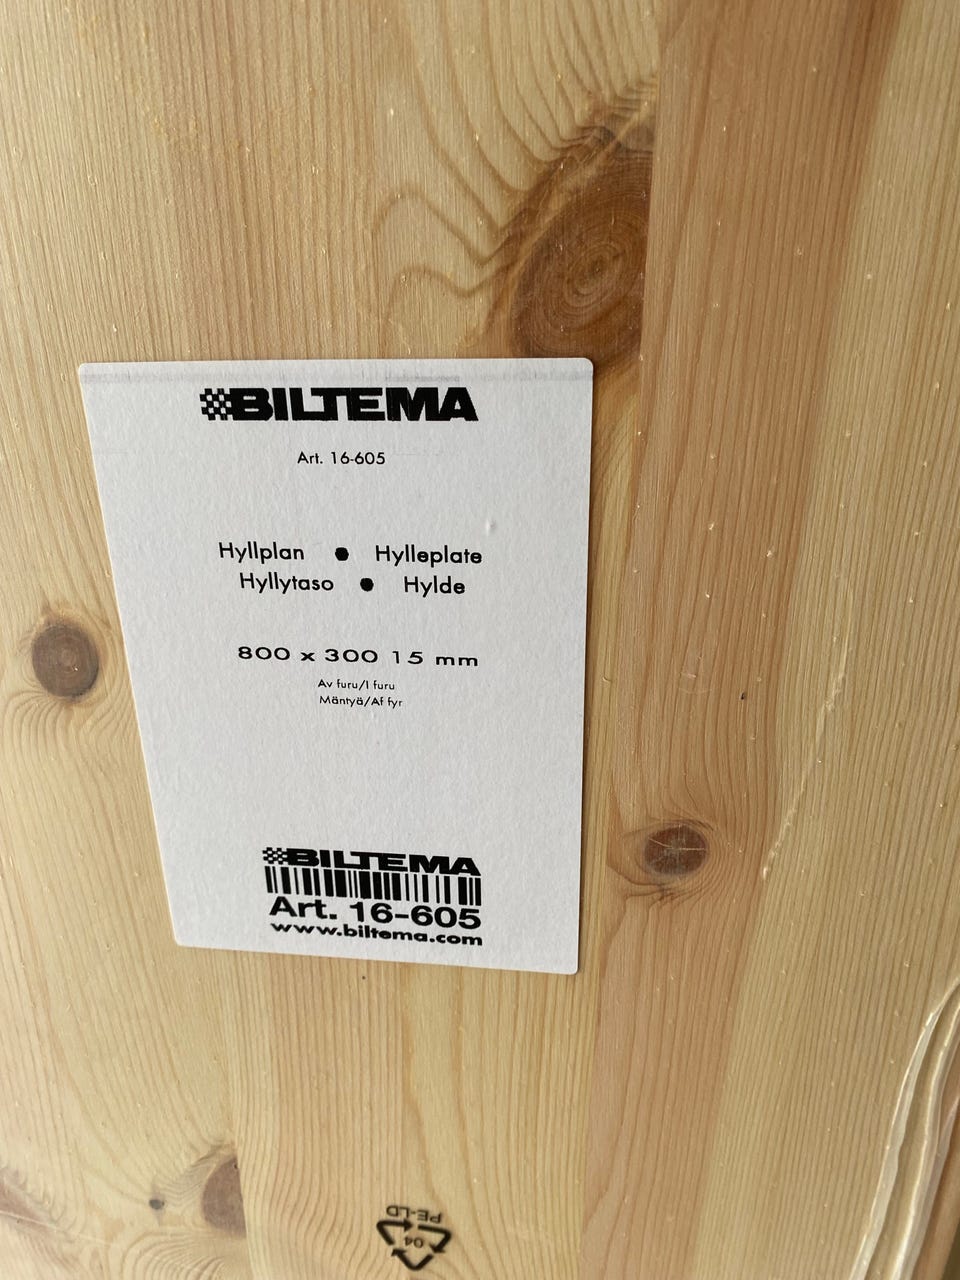 BILTEMA
Art. 16-605
Hyllplan ● Hylleplate
Hyllytaso ● Hylde
800 x 300 15 mm
Av furu/I furu
Mäntyä/Af fyr
BILTEMA
Art. 16-605
www.biltema.com
PE-LD
04